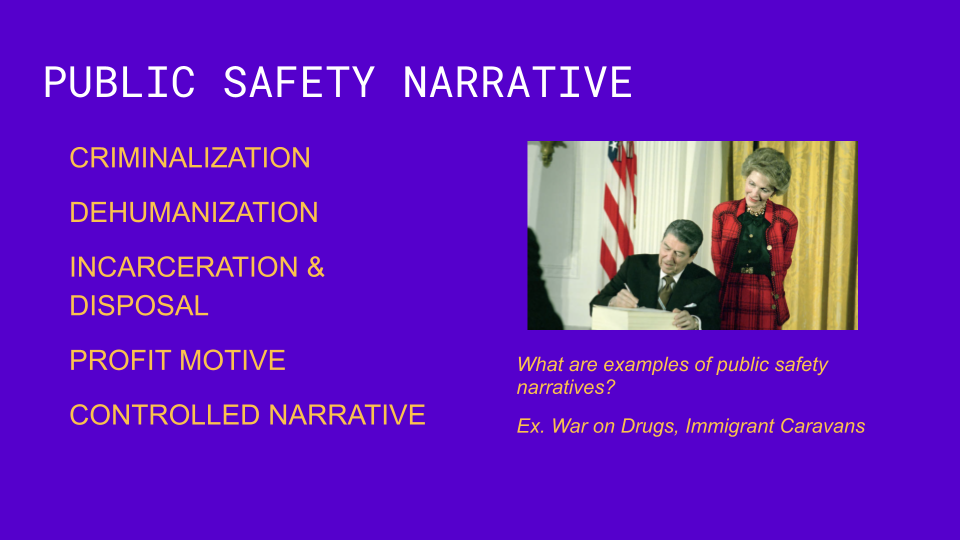 PUBLIC SAFETY NARRATIVE
CRIMINALIZATION
DEHUMANIZATION
INCARCERATION &
DISPOSAL
PROFIT MOTIVE
CONTROLLED NARRATIVE
What are examples of public safety
narratives?
Ex. War on Drugs, Immigrant Caravans